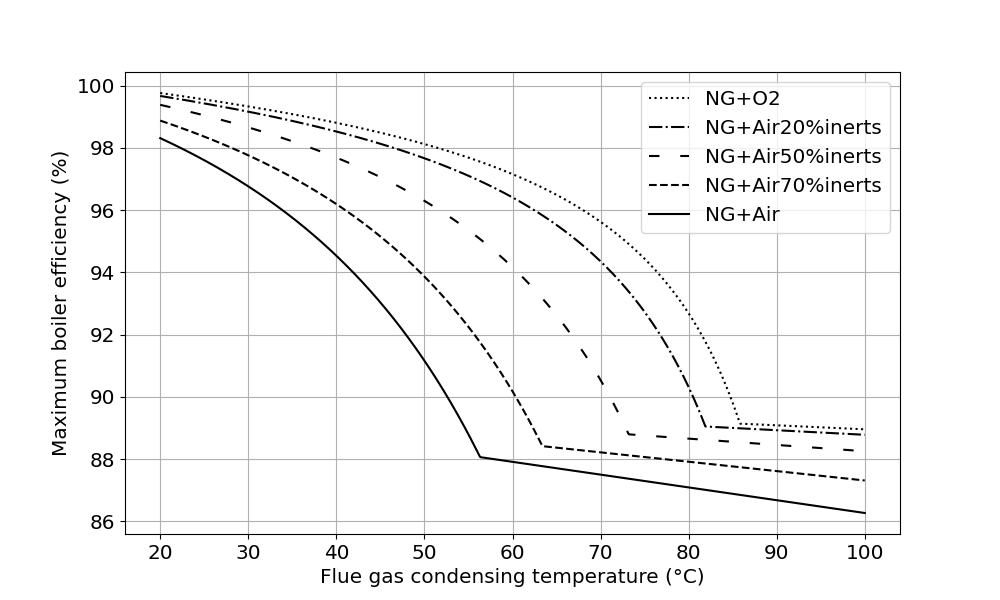 100
98
96
94
92
90
88
86
Maximum boiler efficiency (%)
NG+O2
NG+Air20%inerts
NG+Air50%inerts
NG+Air70%inerts
NG+Air
20 30 40 50 60 70 80 90 100
Flue gas condensing temperature (°C)